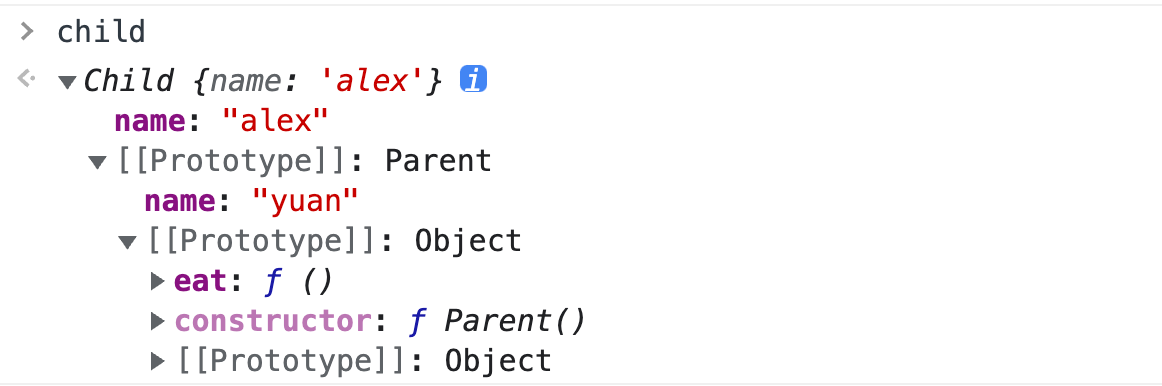 child
Child {name: 'alex'} i
name: "alex"
[[Prototype]]: Parent
name: "yuan"
[[Prototype]]: Object
eat: ƒ ()
constructor: ƒ Parent()
[[Prototype]]: Object